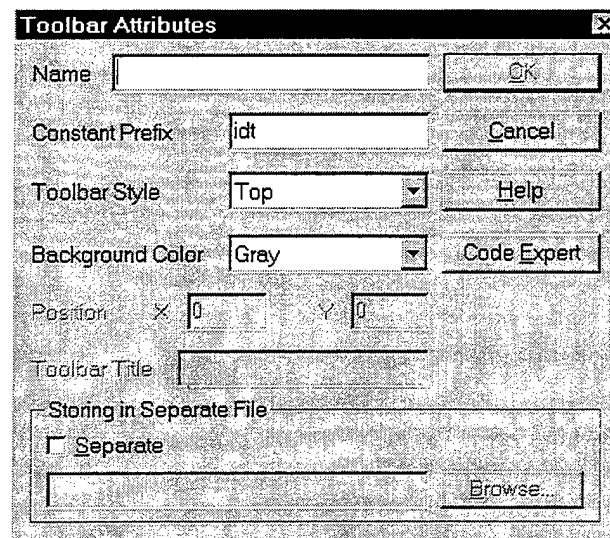 Toolbar Attributes
Name OK
Constant Prefix idt Cancel
Toolbar Style Top Help
Background Color Gray Code Expert
Position X 0 Y 0
Toolbar Title
Storing in Separate File
Separate
Browse...